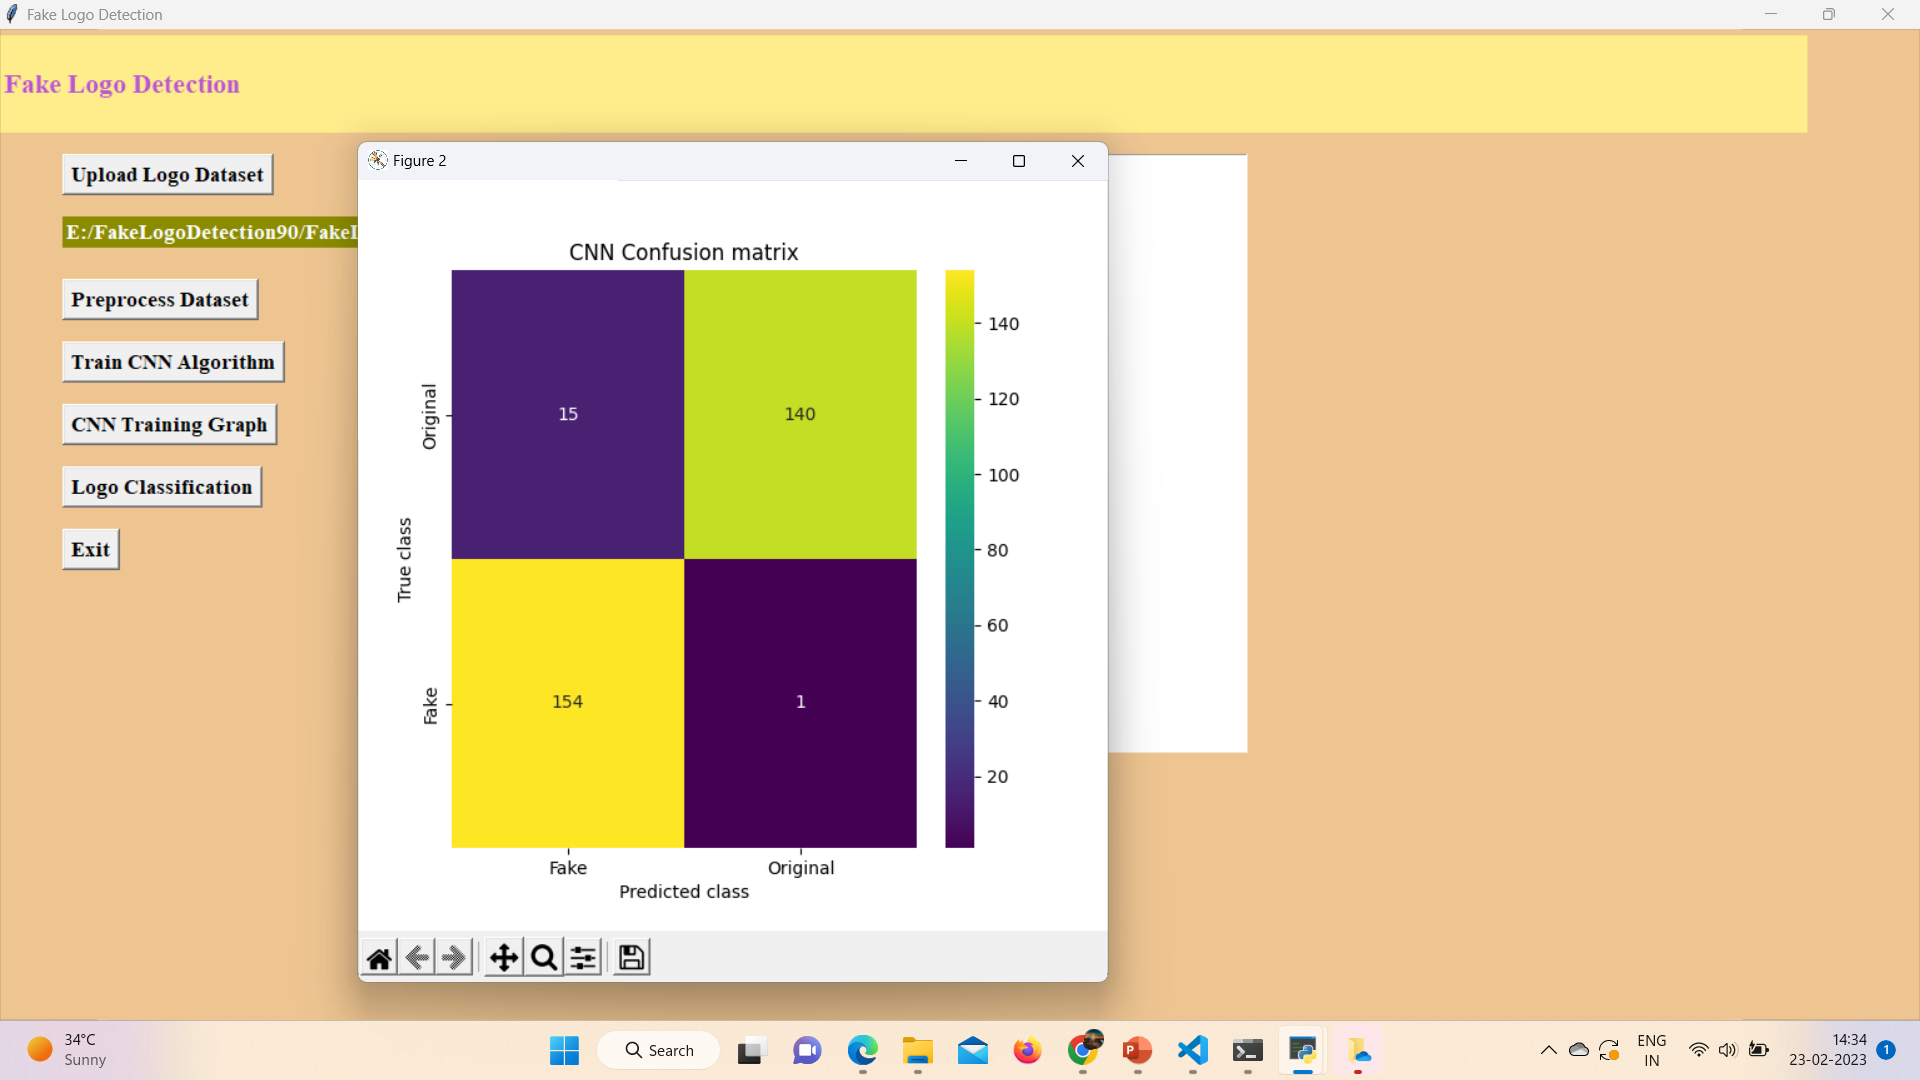 Fake Logo Detection
Fake Logo Detection
Upload Logo Dataset
E:/FakeLogoDetection90/FakeL
Preprocess Dataset
Train CNN Algorithm
CNN Training Graph
Logo Classification
Exit
Figure 2
CNN Confusion matrix
True class
Original
Fake
15
140
154
1
Fake
Original
Predicted class
140
120
100
80
60
40
20
34°C
Sunny
Search
ENG
IN
14:34
23-02-2023
1